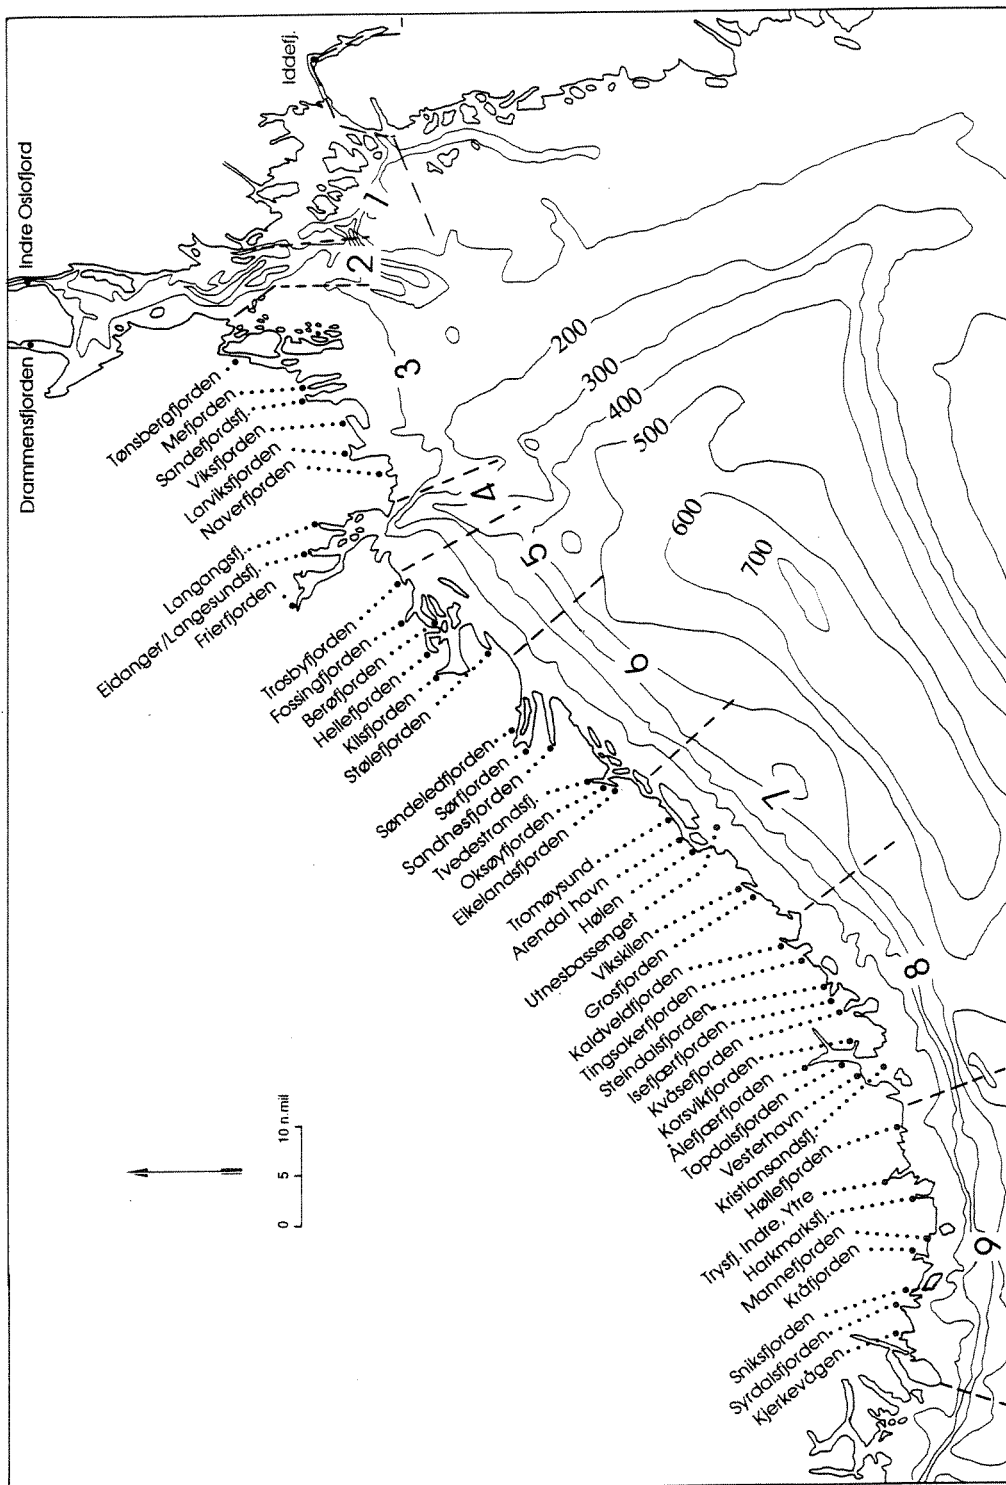 Iddefj.
Indre Oslofjord
Drammensfjorden
Tønsbergfjorden
Mefjorden
Sandefjordsfj.
Viksfjorden
Larviksfjorden
Naverfjorden
Langangsfj.
Eidanger/Langesundsfj.
Frierfjorden
Trosbyfjorden
Fossingfjorden
Berøfjorden
Hellefjorden
Kilsfjorden
Stølefjorden
Søndeledfjorden
Sørfjorden
Sandnesfjorden
Tvedestrandsfj.
Oksøyfjorden
Eikelandsfjorden
Tromøysund
Arendal havn
Hølen
Utnesbassenget
Vikskilen
Grosfjorden
Kaldveldfjorden
Tingsakerfjorden
Steindalsfjorden
Isefjærfjorden
Kvåsefjorden
Korsvikfjorden
Ålefjærfjorden
Topdalsfjorden
Vesterhavn
Kristiansandsfj.
Høllefjorden
Trysfj. Indre, Ytre
Harkmarksfj.
Mannefjorden
Kråfjorden
Sniksfjorden
Syrdalsfjorden
Kjerkevågen
1
2
3
4
5
6
7
8
9
200
300
400
500
600
700
0 5 10 n.mil